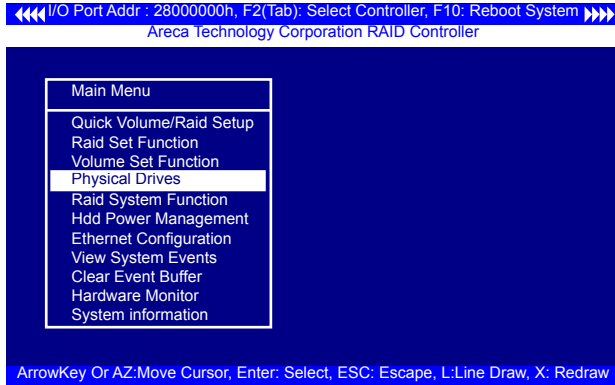 I/O Port Addr : 28000000h, F2(Tab): Select Controller, F10: Reboot System
Areca Technology Corporation RAID Controller
Main Menu
Quick Volume/Raid Setup
Raid Set Function
Volume Set Function
Physical Drives
Raid System Function
Hdd Power Management
Ethernet Configuration
View System Events
Clear Event Buffer
Hardware Monitor
System information
ArrowKey Or AZ:Move Cursor, Enter: Select, ESC: Escape, L:Line Draw, X: Redraw